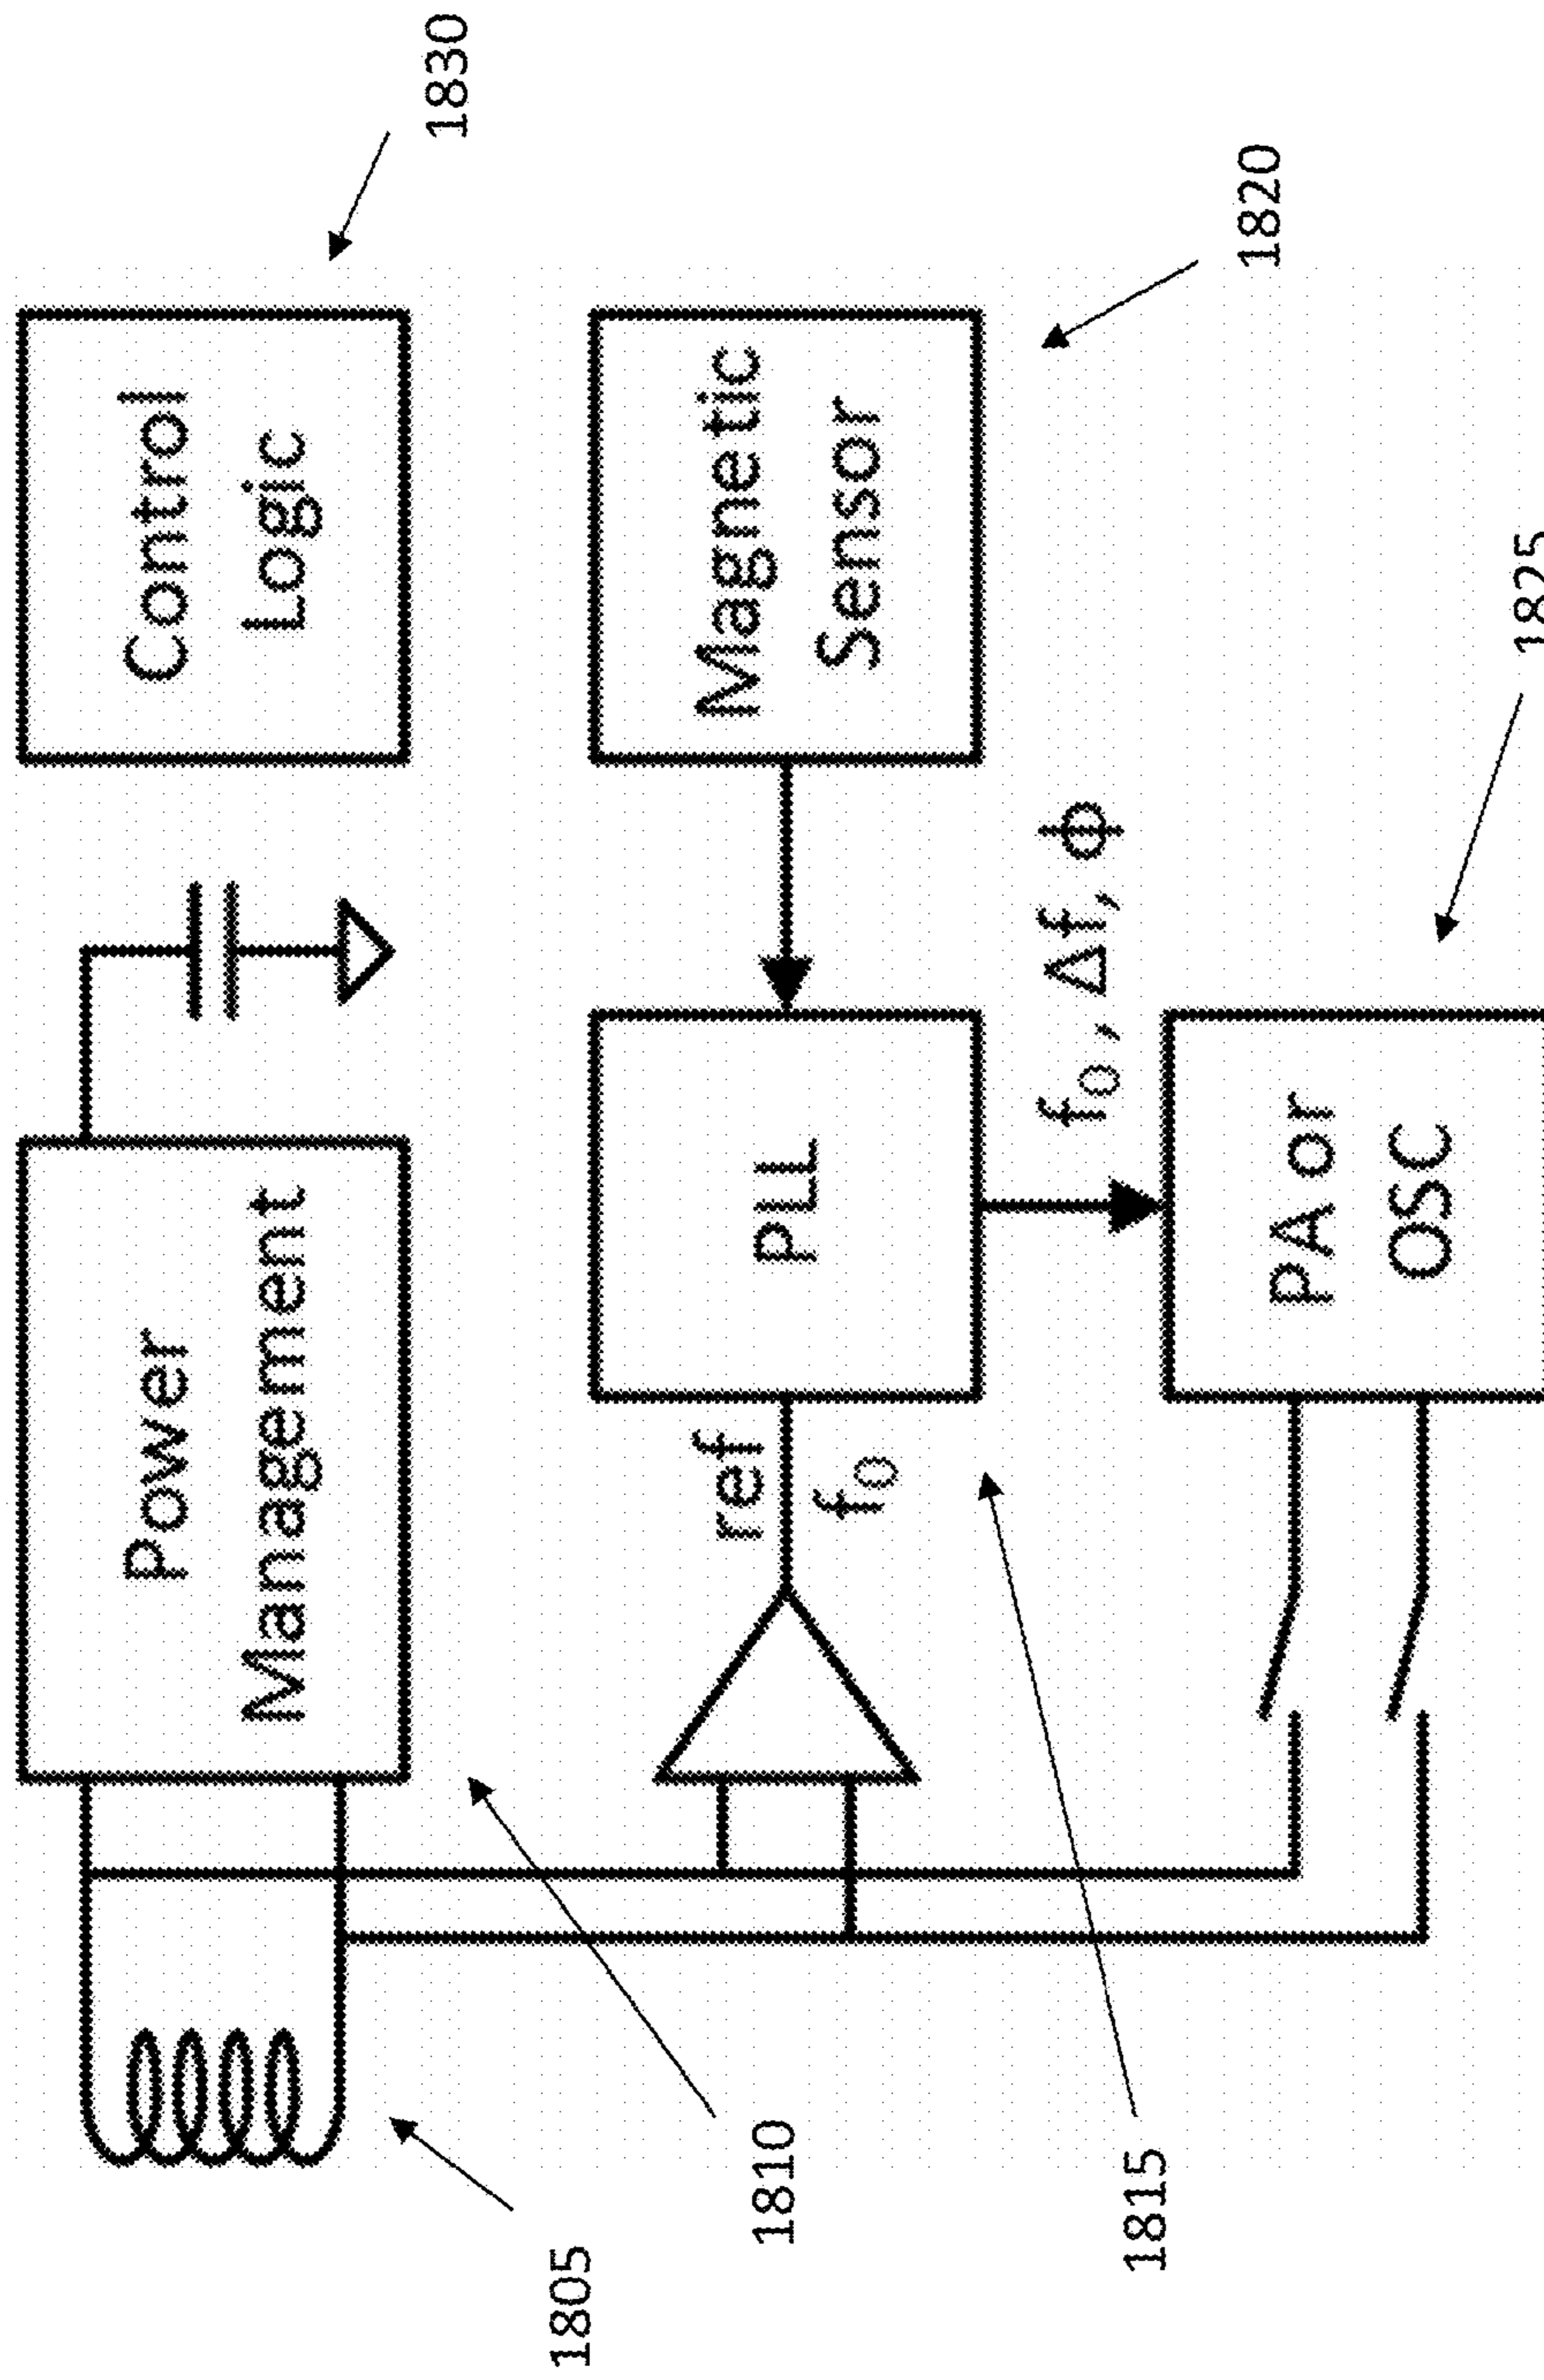 1830
Control
Logic
Power
Management
Magnetic
Sensor
1820
PLL
ref
f₀
f₀, Δf, ϕ
PA or
OSC
1825
1805
1810
1815